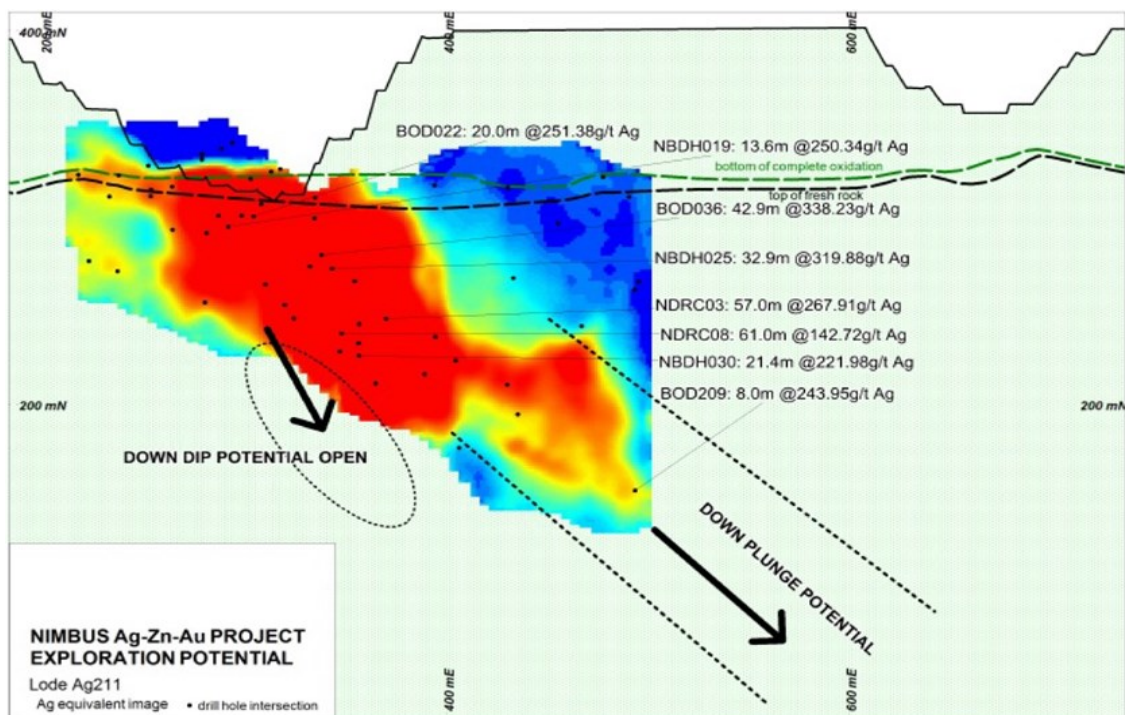 400 mN
200 mE
400 mE
600 mE
BOD022: 20.0m @251.38g/t Ag
NBDH019: 13.6m @250.34g/t Ag
bottom of complete oxidation
top of fresh rock
BOD036: 42.9m @338.23g/t Ag
NBDH025: 32.9m @319.88g/t Ag
NDRC03: 57.0m @267.91g/t Ag
NDRC08: 61.0m @142.72g/t Ag
NBDH030: 21.4m @221.98g/t Ag
BOD209: 8.0m @243.95g/t Ag
200 mN
200 mN
DOWN DIP POTENTIAL OPEN
DOWN PLUNGE POTENTIAL
NIMBUS Ag-Zn-Au PROJECT
EXPLORATION POTENTIAL
Lode Ag211
Ag equivalent image • drill hole intersection
400 mE
600 mE